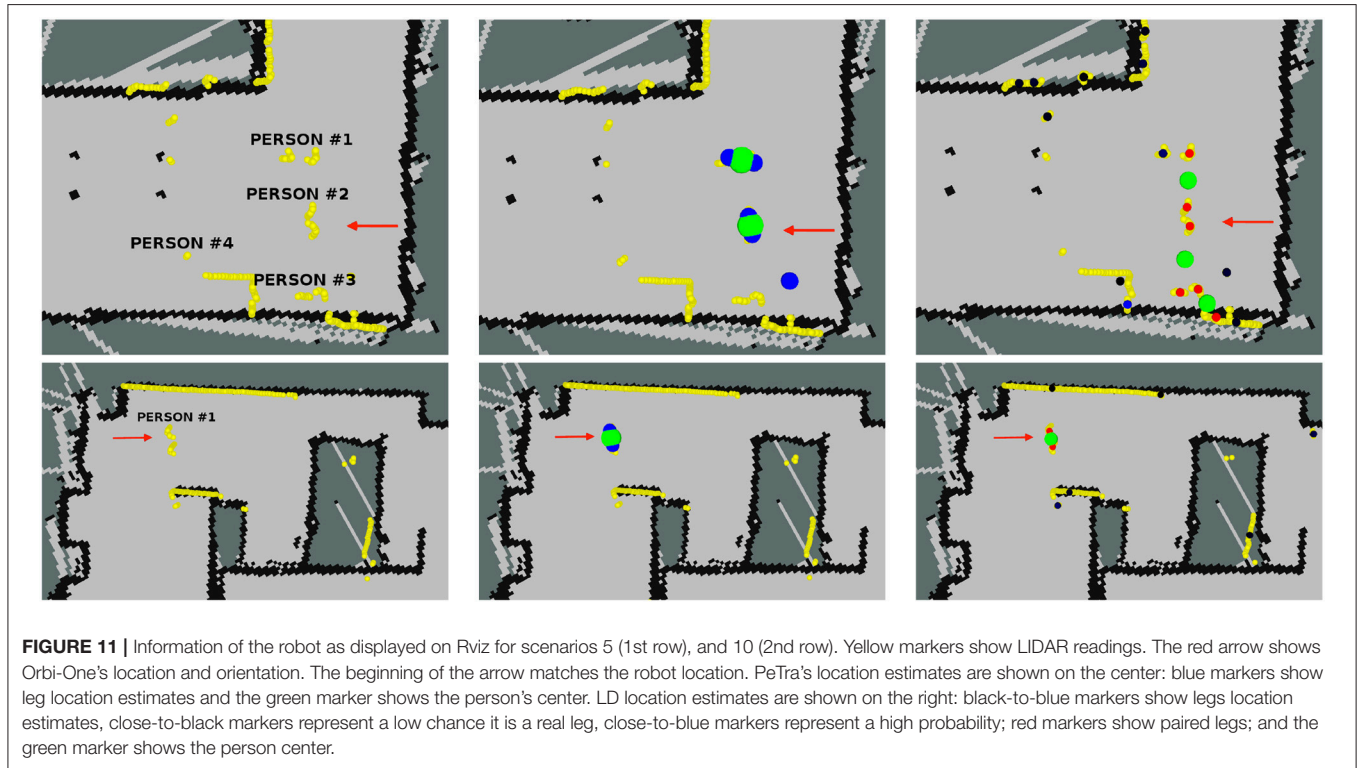 PERSON #1
PERSON #2
PERSON #4
PERSON #3
PERSON #1
FIGURE 11 | Information of the robot as displayed on Rviz for scenarios 5 (1st row), and 10 (2nd row). Yellow markers show LIDAR readings. The red arrow shows
Orbi-One's location and orientation. The beginning of the arrow matches the robot location. PeTra's location estimates are shown on the center: blue markers show
leg location estimates and the green marker shows the person's center. LD location estimates are shown on the right: black-to-blue markers show legs location
estimates, close-to-black markers represent a low chance it is a real leg, close-to-blue markers represent a high probability; red markers show paired legs; and the
green marker shows the person center.